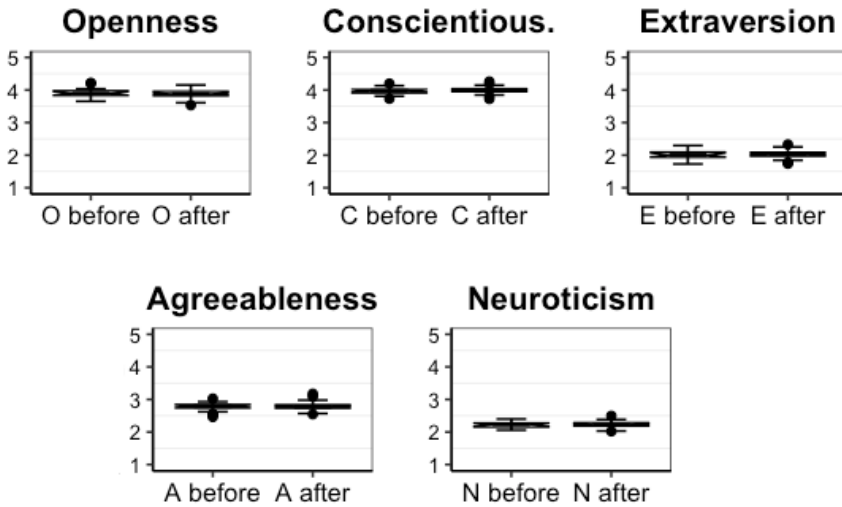 Openness
5
4
3
2
1
O before O after
Conscientious.
5
4
3
2
1
C before C after
Extraversion
5
4
3
2
1
E before E after
Agreeableness
5
4
3
2
1
A before A after
Neuroticism
5
4
3
2
1
N before N after